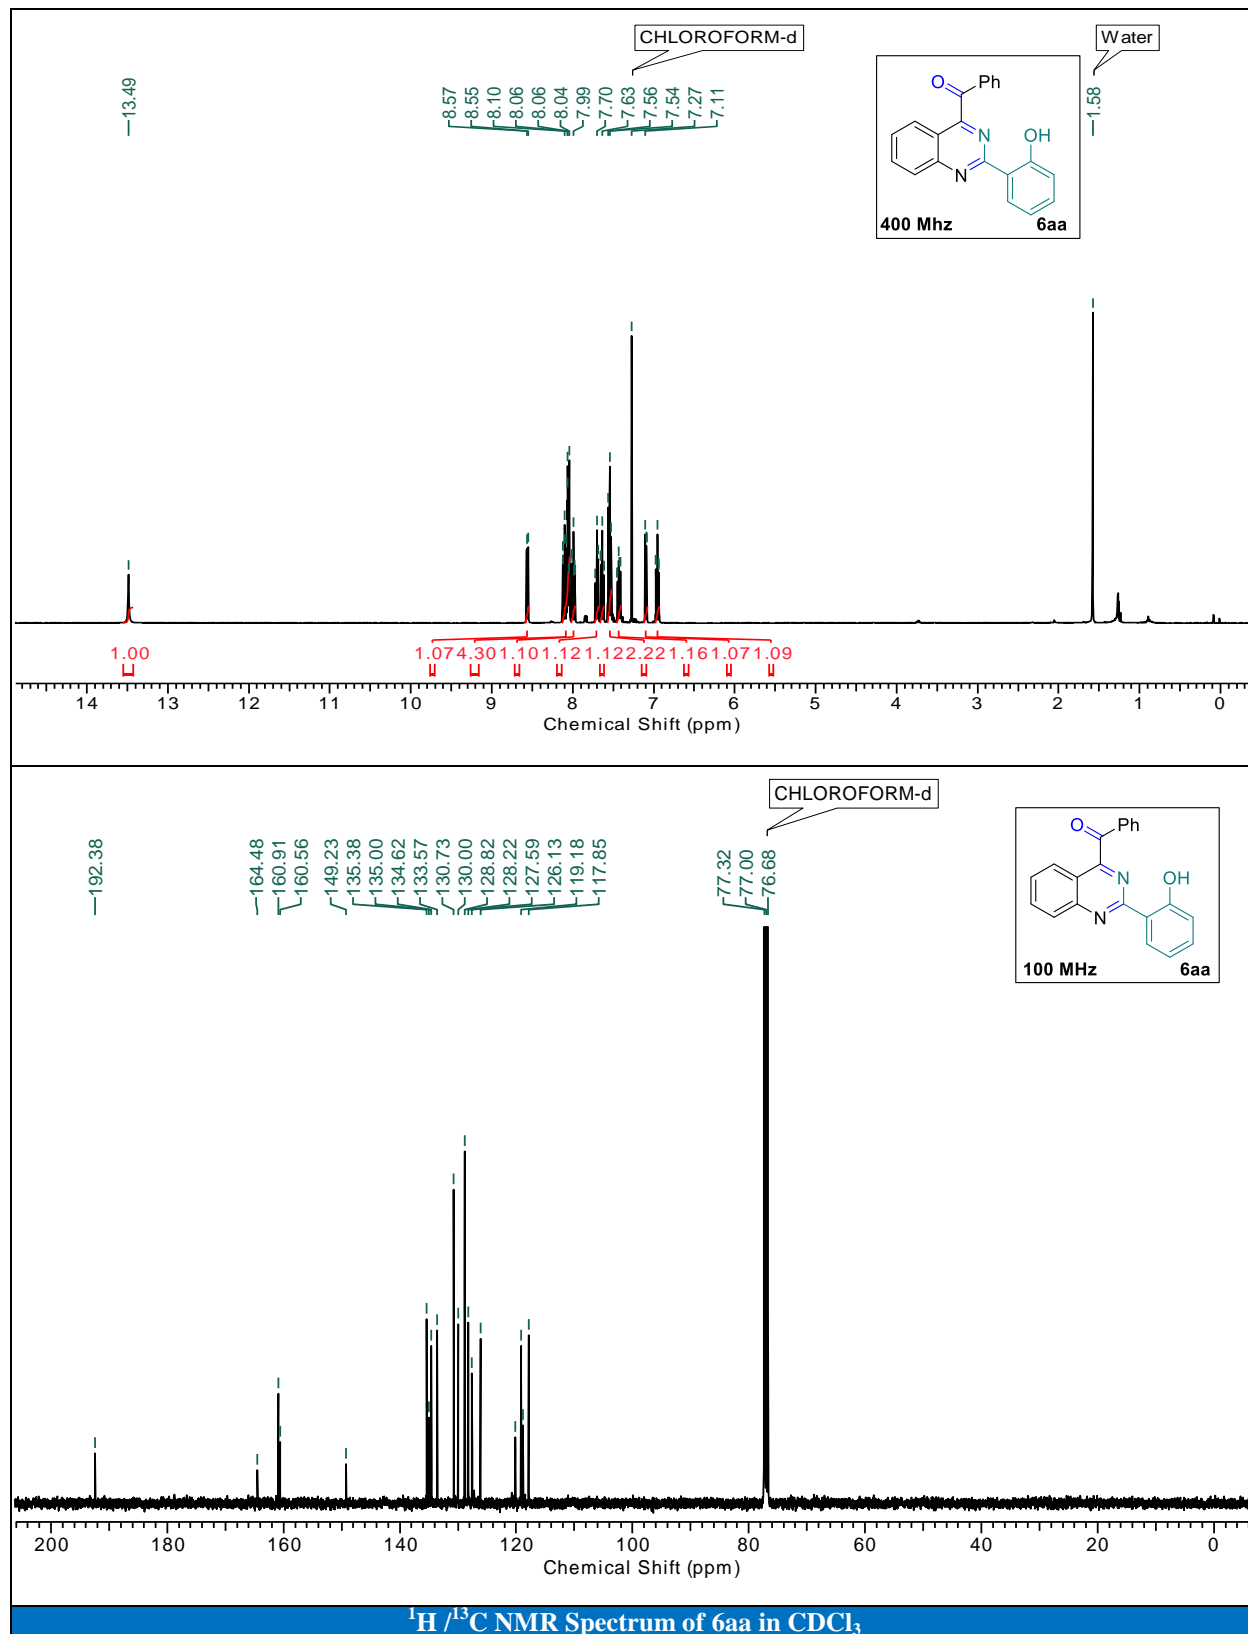 CHLOROFORM-d
Water
13.49
8.57
8.55
8.10
8.06
8.06
8.04
7.99
7.70
7.63
7.56
7.54
7.27
7.11
1.58
O
Ph
N
OH
N
400 Mhz 6aa
1.00 1.07 4.30 1.10 1.12 1.12 2.22 1.16 1.07 1.09
14 13 12 11 10 9 8 7 6 5 4 3 2 1 0
Chemical Shift (ppm)
CHLOROFORM-d
192.38
164.48
160.91
160.56
149.23
135.38
135.00
134.62
133.57
130.73
130.00
128.82
128.22
127.59
126.13
119.18
117.85
77.32
77.00
76.68
O
Ph
N
OH
N
100 MHz 6aa
200 180 160 140 120 100 80 60 40 20 0
Chemical Shift (ppm)
¹H /¹³C NMR Spectrum of 6aa in CDCl₃